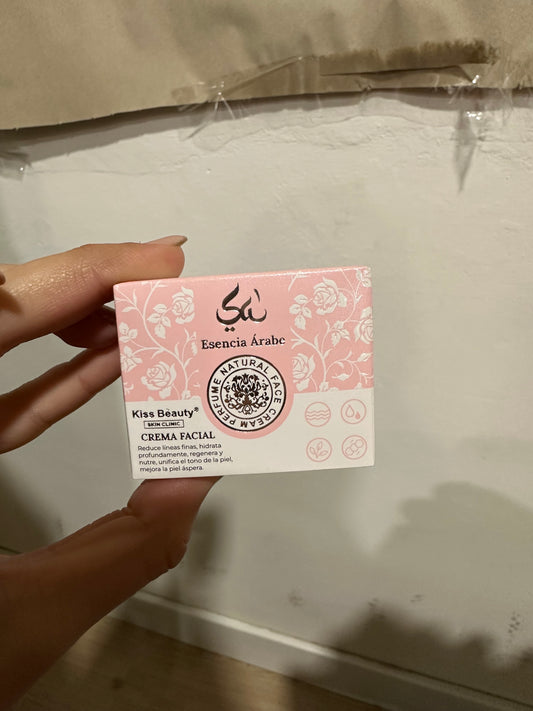 Esencia Árabe
PERFUME NATURAL FACE CREAM
Kiss Beauty®
SKIN CLINIC
CREMA FACIAL
Reduce líneas finas, hidrata
profundamente, regenera y
nutre, unifica el tono de la piel,
mejora la piel áspera.